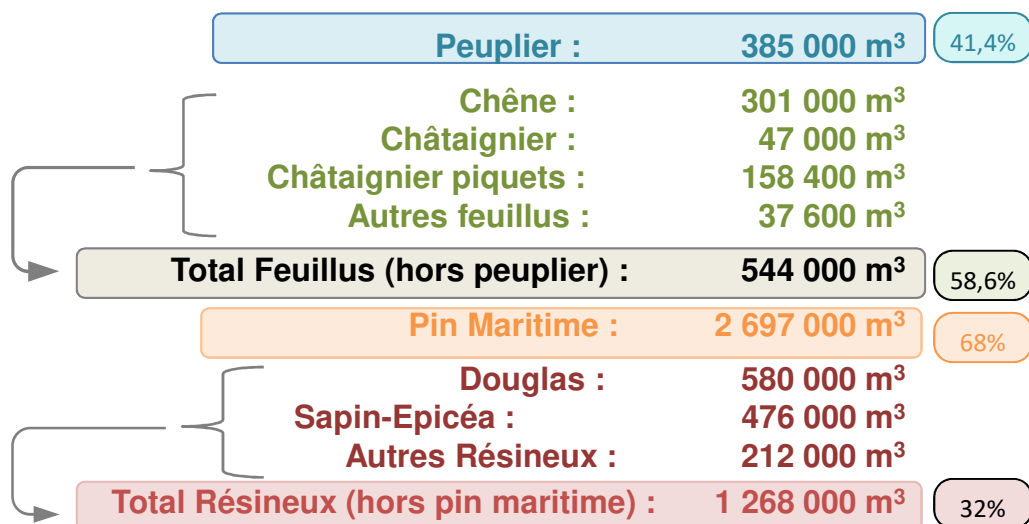 Peuplier : 385 000 m³ 41,4%
Chêne : 301 000 m³
Châtaignier : 47 000 m³
Châtaignier piquets : 158 400 m³
Autres feuillus : 37 600 m³
Total Feuillus (hors peuplier) : 544 000 m³ 58,6%
Pin Maritime : 2 697 000 m³ 68%
Douglas : 580 000 m³
Sapin-Epicéa : 476 000 m³
Autres Résineux : 212 000 m³
Total Résineux (hors pin maritime) : 1 268 000 m³ 32%